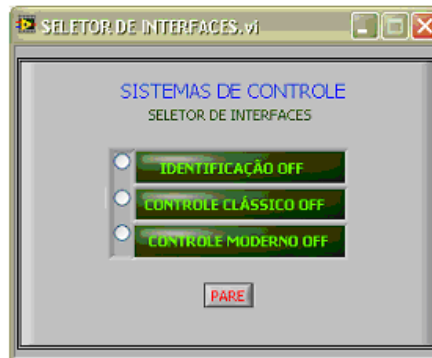 SELETOR DE INTERFACES.vi
SISTEMAS DE CONTROLE
SELETOR DE INTERFACES
IDENTIFICAÇÃO OFF
CONTROLE CLÁSSICO OFF
CONTROLE MODERNO OFF
PARE